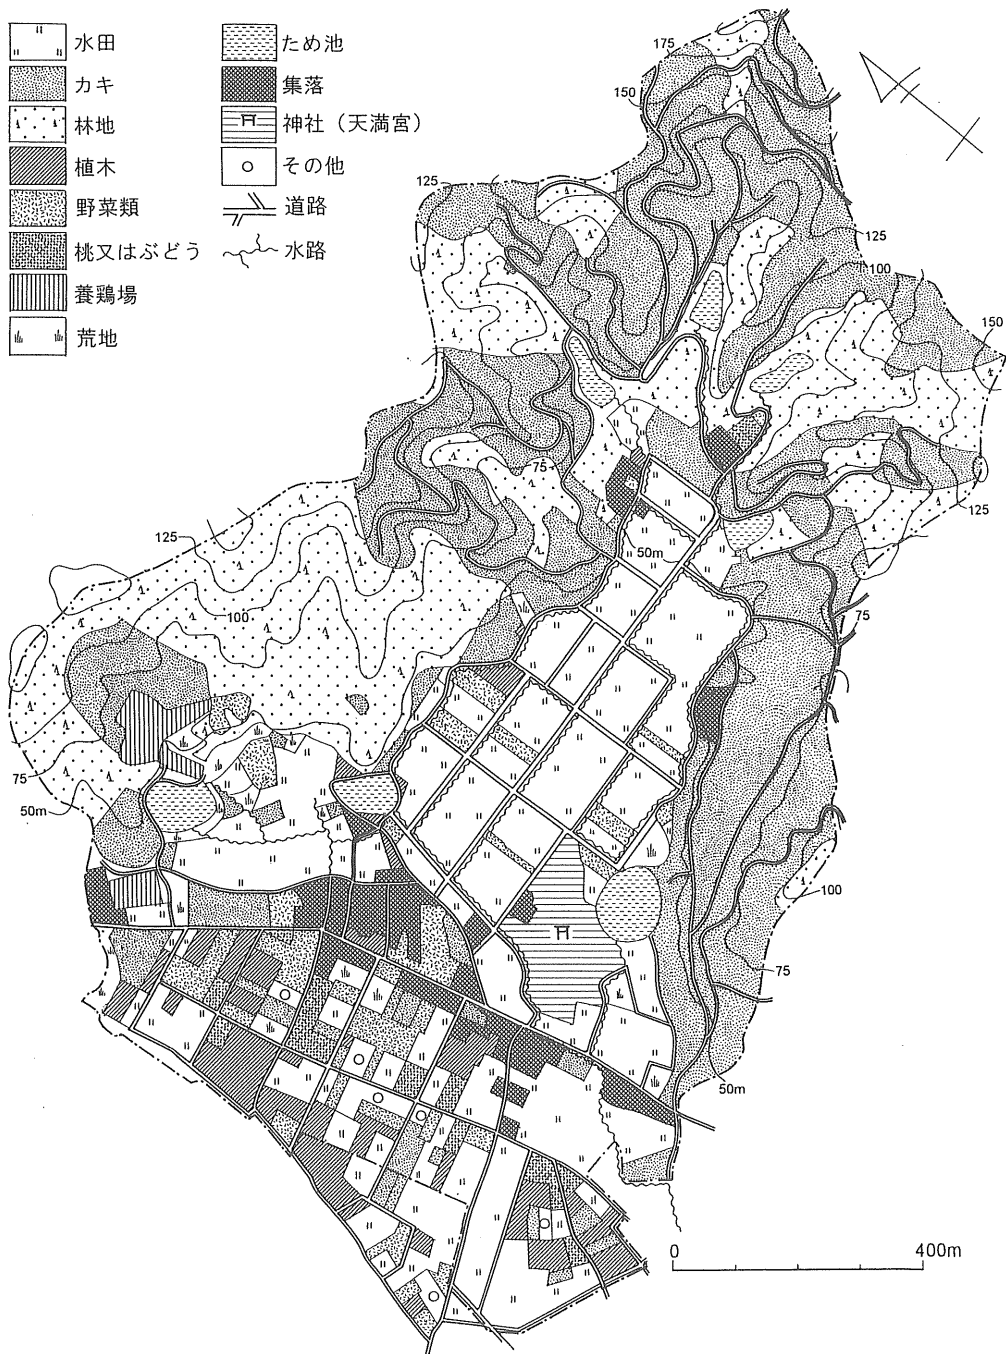 水田
カキ
林地
植木
野菜類
桃又はぶどう
養鶏場
荒地
ため池
集落
神社（天満宮）
その他
道路
水路
175
150
125
125
100
150
75
125
50m
125
100
75
75
50m
100
75
50m
0 400m